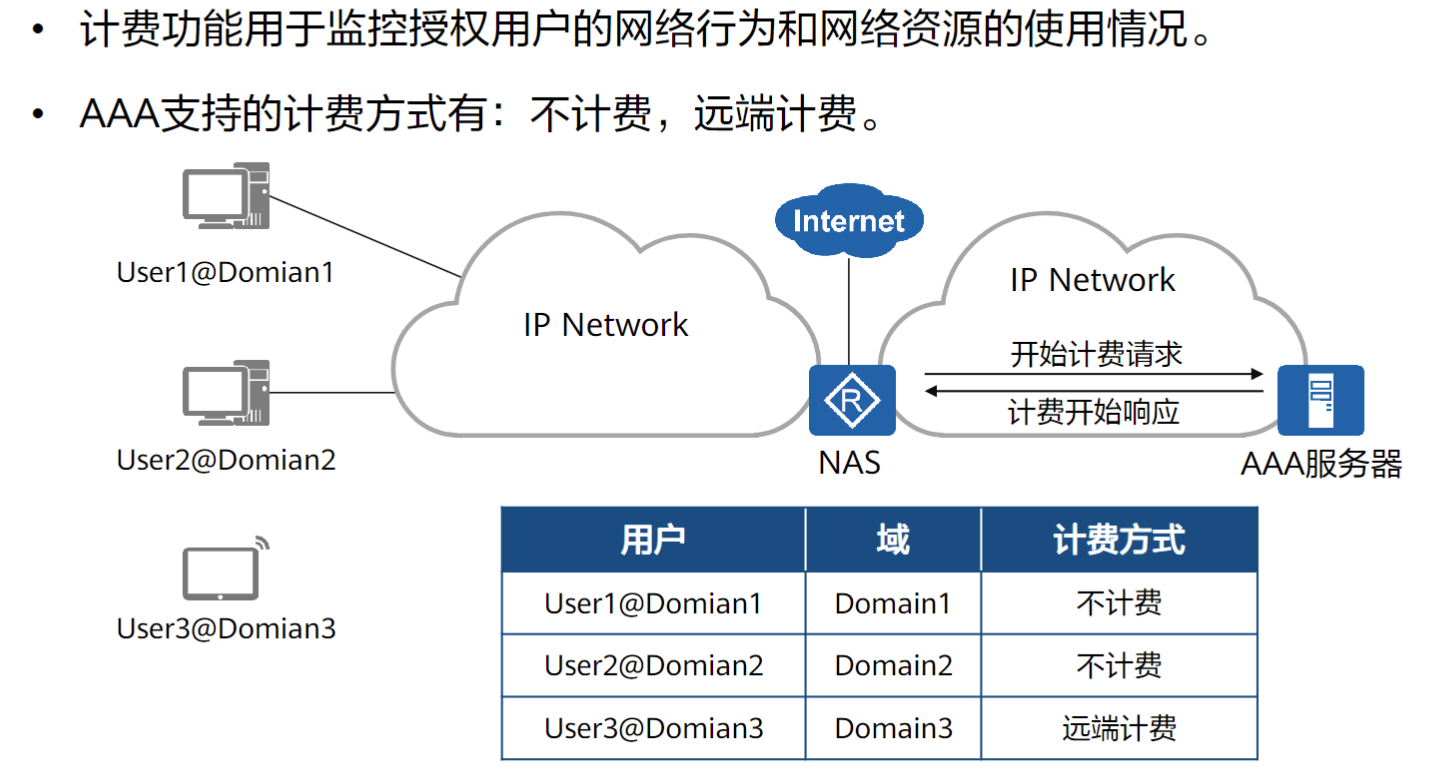 • 计费功能用于监控授权用户的网络行为和网络资源的使用情况。
• AAA支持的计费方式有：不计费，远端计费。
User1@Domian1
User2@Domian2
User3@Domian3
IP Network
Internet
IP Network
开始计费请求
计费开始响应
R
NAS
AAA服务器
用户 域 计费方式
User1@Domian1 Domain1 不计费
User2@Domian2 Domain2 不计费
User3@Domian3 Domain3 远端计费